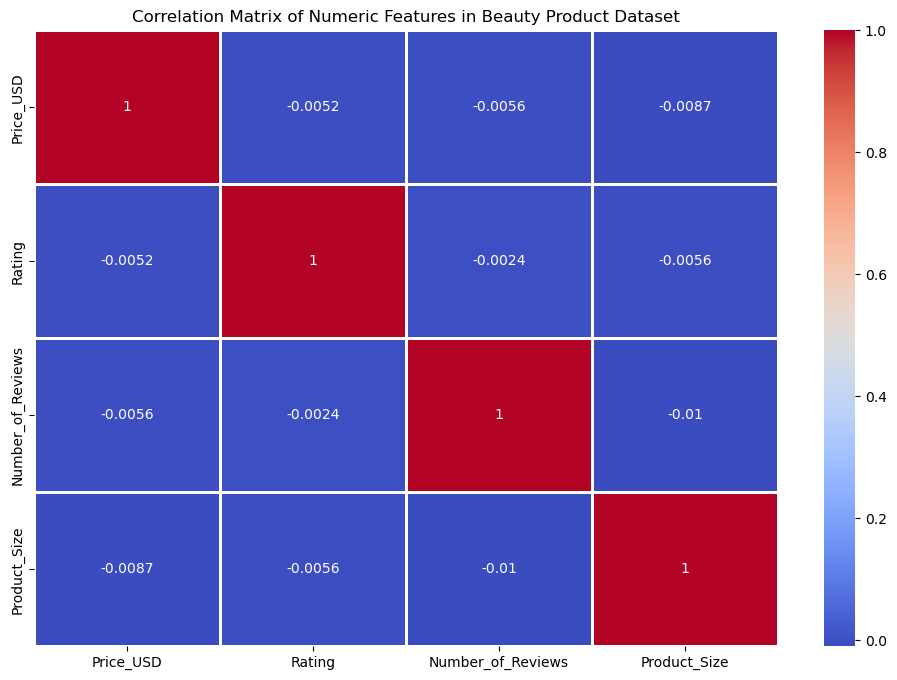 Correlation Matrix of Numeric Features in Beauty Product Dataset
Price_USD
1
-0.0052
-0.0056
-0.0087
Rating
-0.0052
1
-0.0024
-0.0056
Number_of_Reviews
-0.0056
-0.0024
1
-0.01
Product_Size
-0.0087
-0.0056
-0.01
1
Price_USD
Rating
Number_of_Reviews
Product_Size
1.0
0.8
0.6
0.4
0.2
0.0